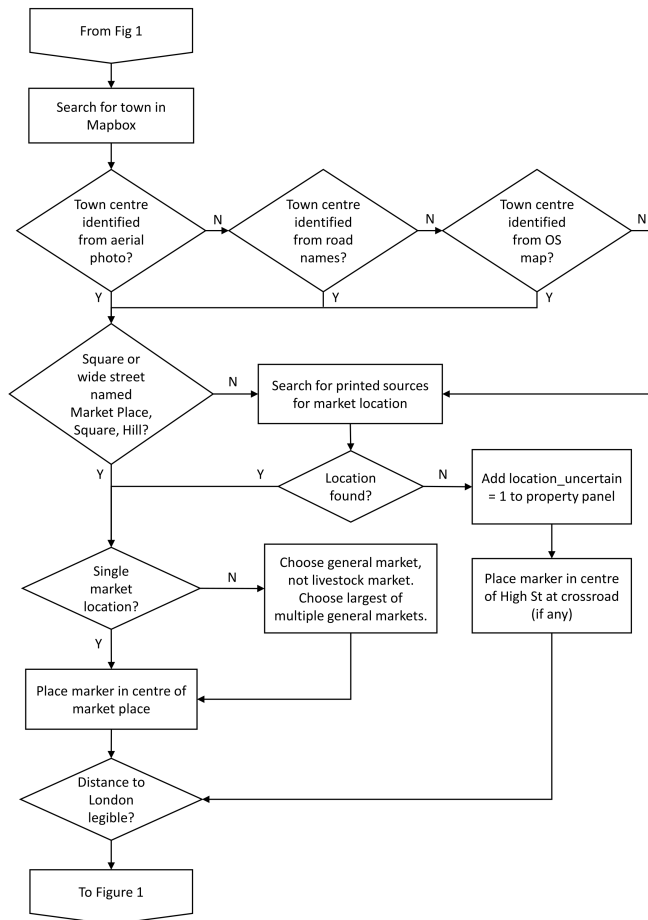 From Fig 1
Search for town in
Mapbox
Town centre
identified
from aerial
photo?
N
Town centre
identified
from road
names?
N
Town centre
identified
from OS
map?
N
Y
Y
Y
Square or
wide street
named
Market Place,
Square, Hill?
N
Search for printed sources
for market location
Y
Y
Location
found?
N
Add location_uncertain
= 1 to property panel
Single
market
location?
N
Choose general market,
not livestock market.
Choose largest of
multiple general markets.
Place marker in centre
of High St at crossroad
(if any)
Y
Place marker in centre of
market place
Distance to
London
legible?
To Figure 1